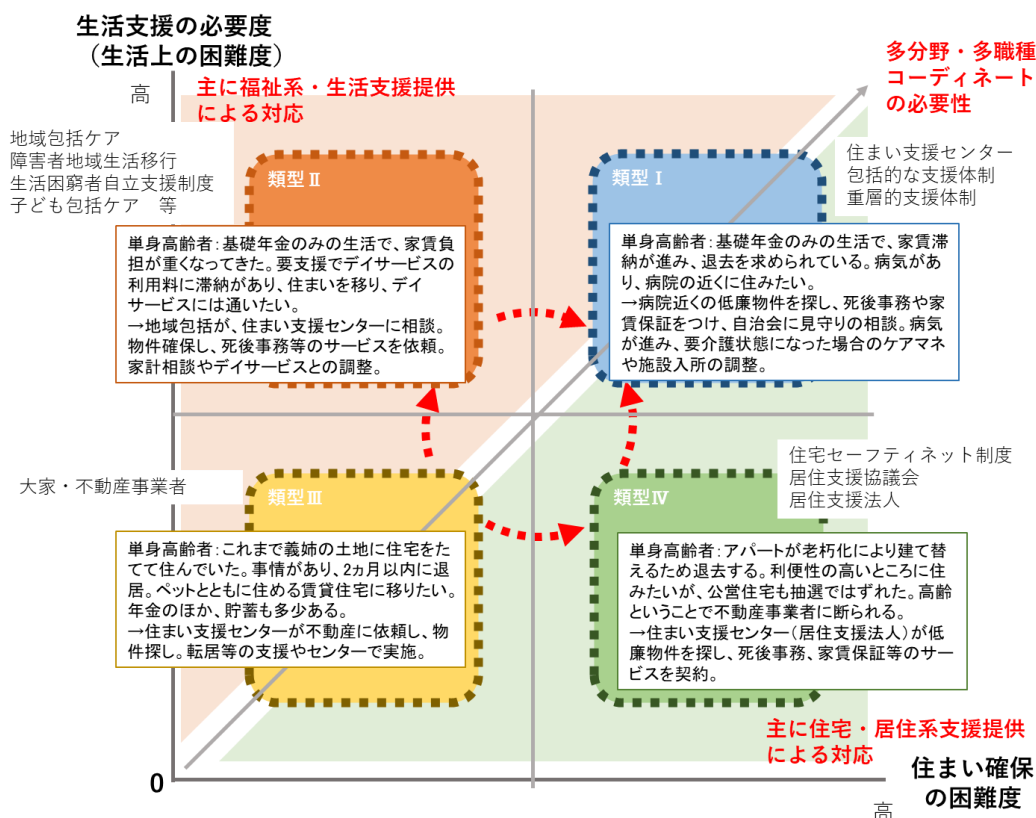 生活支援の必要度
(生活上の困難度)
高
主に福祉系・生活支援提供
による対応
多分野・多職種
コーディネート
の必要性
地域包括ケア
障害者地域生活移行
生活困窮者自立支援制度
子ども包括ケア 等
住まい支援センター
包括的な支援体制
重層的支援体制
類型Ⅱ
単身高齢者:基礎年金のみの生活で、家賃負
担が重くなってきた。要支援でデイサービスの
利用料に滞納があり、住まいを移り、デイ
サービスには通いたい。
→地域包括が、住まい支援センターに相談。
物件確保し、死後事務等のサービスを依頼。
家計相談やデイサービスとの調整。
類型Ⅰ
単身高齢者:基礎年金のみの生活で、家賃滞
納が進み、退去を求められている。病気があ
り、病院の近くに住みたい。
→病院近くの低廉物件を探し、死後事務や家
賃保証をつけ、自治会に見守りの相談。病気
が進み、要介護状態になった場合のケアマネ
や施設入所の調整。
大家・不動産事業者
住宅セーフティネット制度
居住支援協議会
居住支援法人
類型Ⅲ
単身高齢者:これまで義姉の土地に住宅をた
てて住んでいた。事情があり、2ヵ月以内に退
居。ペットとともに住める賃貸住宅に移りたい。
年金のほか、貯蓄も多少ある。
→住まい支援センターが不動産に依頼し、物
件探し。転居等の支援やセンターで実施。
類型Ⅳ
単身高齢者:アパートが老朽化により建て替
えるため退去する。利便性の高いところに住
みたいが、公営住宅も抽選ではずれた。高齢
ということで不動産事業者に断られる。
→住まい支援センター(居住支援法人)が低
廉物件を探し、死後事務、家賃保証等のサー
ビスを契約。
主に住宅・居住系支援提供
による対応
0
住まい確保
の困難度
高